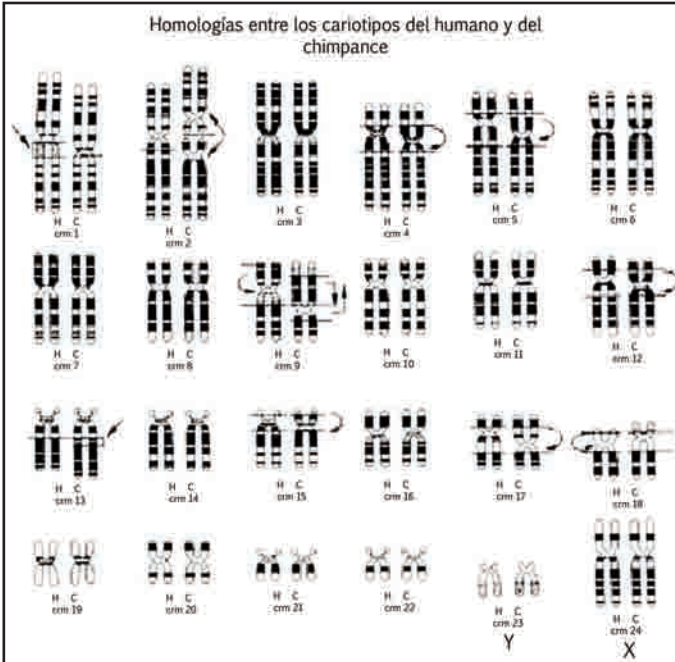 Homologías entre los cariotipos del humano y del
chimpance
H C
crm 1
H C
crm 2
H C
crm 3
H C
crm 4
H C
crm 5
H C
crm 6
H C
crm 7
H C
crm 8
H C
crm 9
H C
crm 10
H C
crm 11
H C
crm 12
H C
crm 13
H C
crm 14
H C
crm 15
H C
crm 16
H C
crm 17
H C
crm 18
H C
crm 19
H C
crm 20
H C
crm 21
H C
crm 22
H C
crm 23
Y
H C
crm 24
X